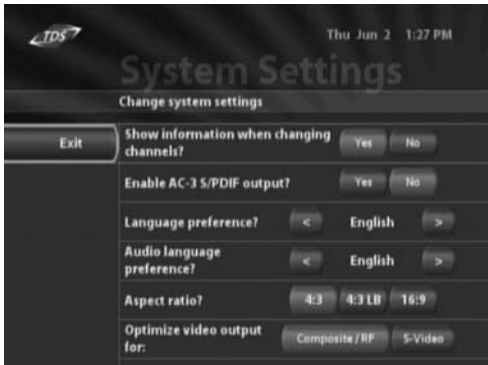 TDS
Thu Jun 2 1:27 PM
System Settings
Change system settings
Exit
Show information when changing
channels?
Yes No
Enable AC-3 S/PDIF output?
Yes No
Language preference?
< English >
Audio language
preference?
< English >
Aspect ratio?
4:3 4:3 LB 16:9
Optimize video output
for:
Composite/RF S-Video